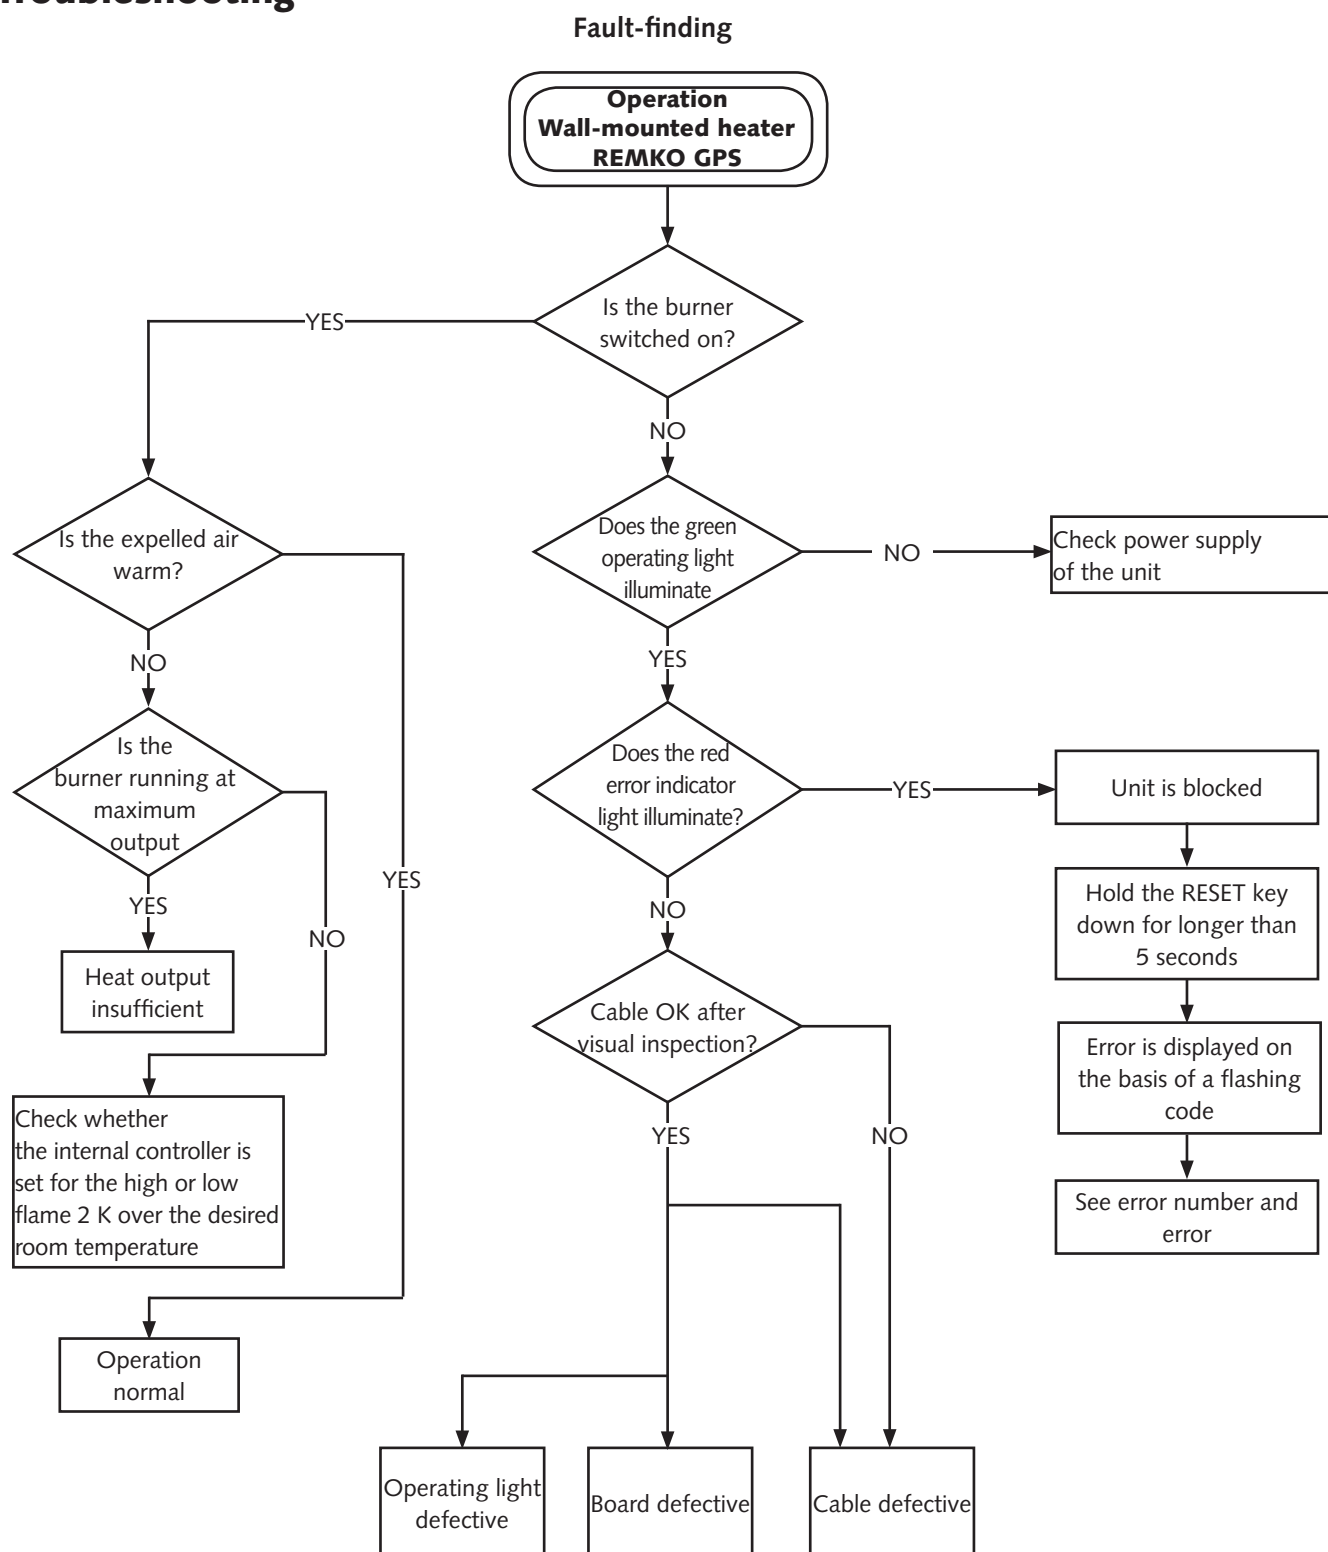 Troubleshooting
Fault-finding
Operation
Wall-mounted heater
REMKO GPS
Is the burner
switched on?
YES
NO
Is the expelled air
warm?
Does the green
operating light
illuminate
NO
Check power supply
of the unit
NO
YES
Is the
burner running at
maximum
output
Does the red
error indicator
light illuminate?
YES
Unit is blocked
YES
YES
NO
NO
Hold the RESET key
down for longer than
5 seconds
Heat output
insufficient
Cable OK after
visual inspection?
Error is displayed on
the basis of a flashing
code
Check whether
the internal controller is
set for the high or low
flame 2 K over the desired
room temperature
YES
NO
See error number and
error
Operation
normal
Operating light
defective
Board defective
Cable defective